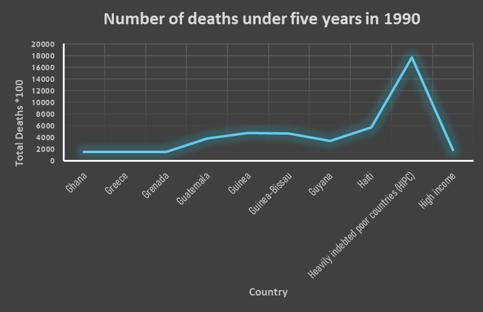 Number of deaths under five years in 1990
Total Deaths *100
20000
18000
16000
14000
12000
10000
8000
6000
4000
2000
0
Ghana
Greece
Grenada
Guatemala
Guinea
Guinea-Bissau
Guyana
Haiti
Heavily indebted poor countries (HIPC)
High income
Country